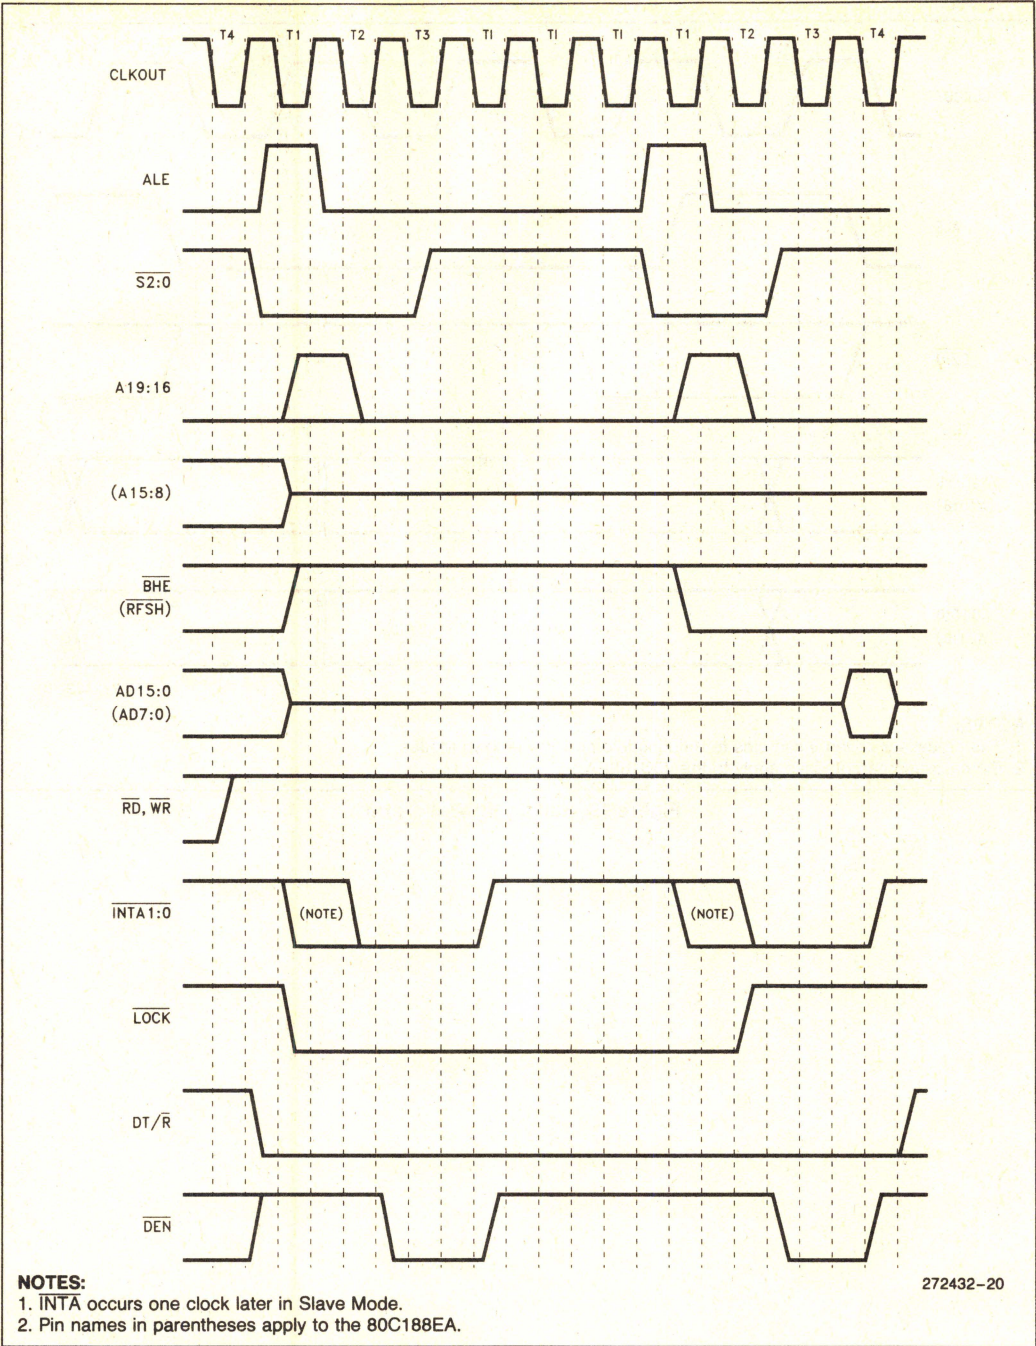 T4 T1 T2 T3 TI TI TI T1 T2 T3 T4
CLKOUT
ALE
S2:0
A19:16
(A15:8)
BHE
(RFSH)
AD15:0
(AD7:0)
RD, WR
INTA1:0
(NOTE) (NOTE)
LOCK
DT/R
DEN
NOTES:
272432-20
1. INTA occurs one clock later in Slave Mode.
2. Pin names in parentheses apply to the 80C188EA.